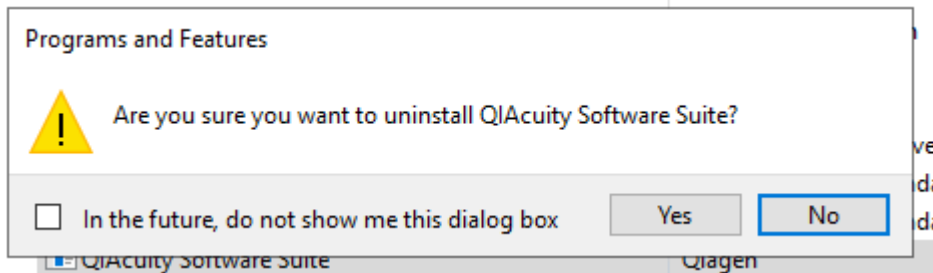 Programs and Features
Are you sure you want to uninstall QIAcuity Software Suite?
In the future, do not show me this dialog box
Yes
No
QIAcuity Software Suite
Qiagen